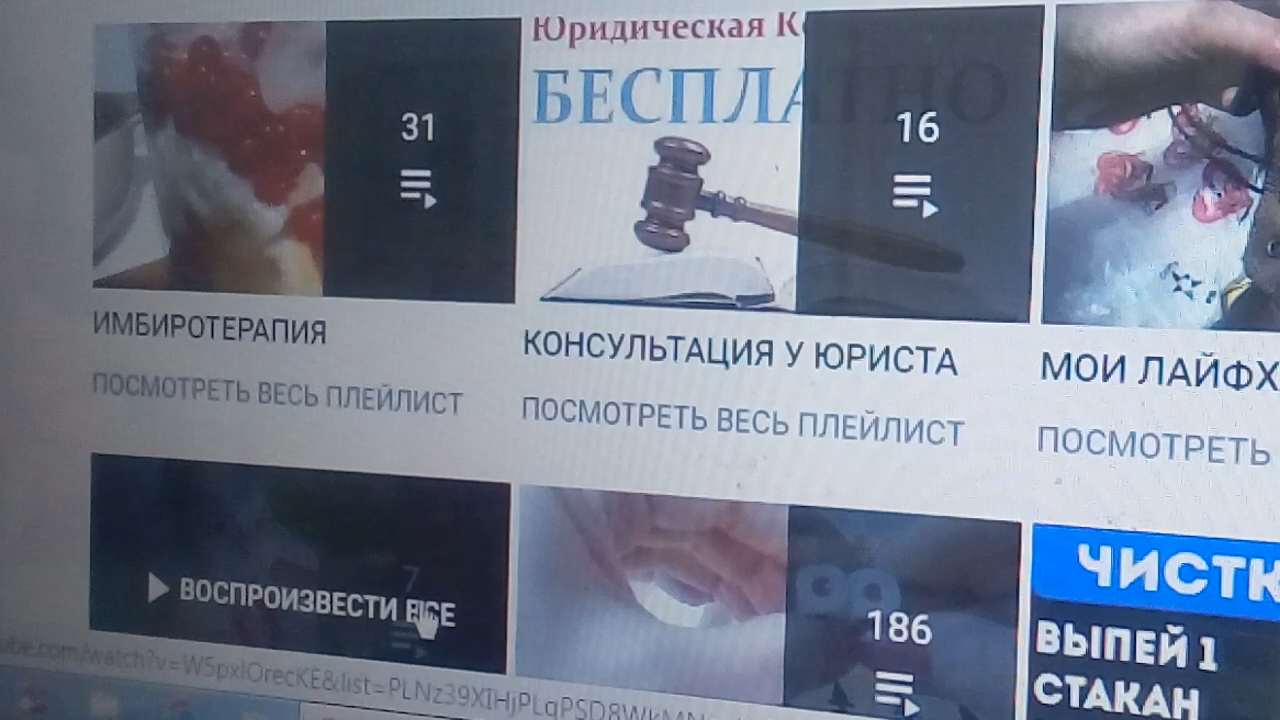 Юридическая К
БЕСПЛАТНО
31
16
ИМБИРОТЕРАПИЯ
ПОСМОТРЕТЬ ВЕСЬ ПЛЕЙЛИСТ
КОНСУЛЬТАЦИЯ У ЮРИСТА
ПОСМОТРЕТЬ ВЕСЬ ПЛЕЙЛИСТ
МОИ ЛАЙФХ
ПОСМОТРЕТЬ
7
ВОСПРОИЗВЕСТИ ВСЕ
186
ЧИСТК
ВЫПЕЙ 1
СТАКАН